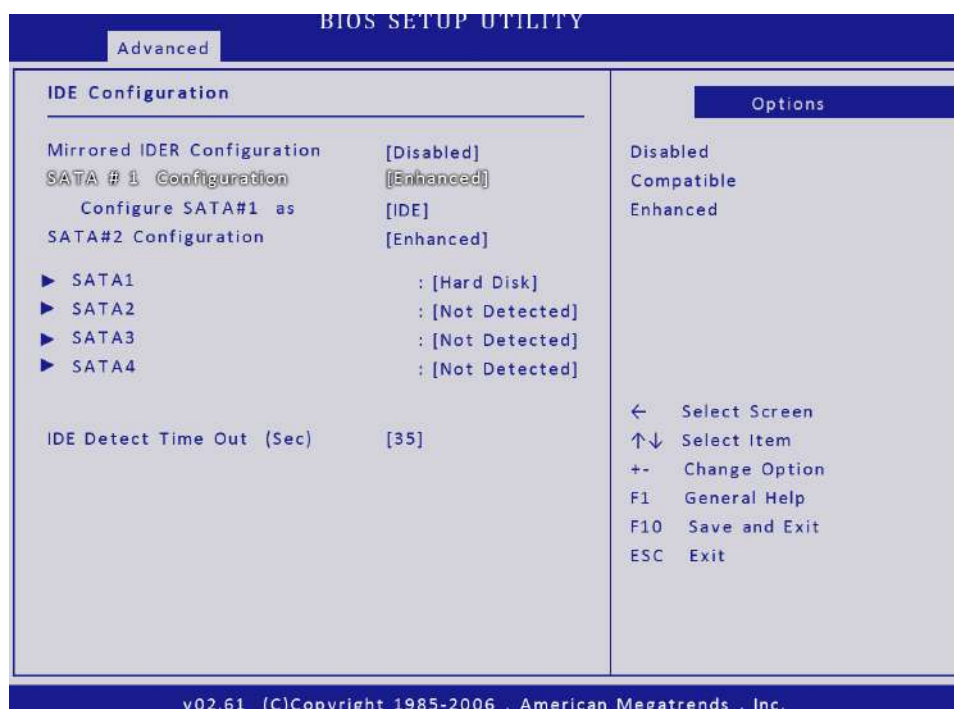 BIOS SETUP UTILITY
Advanced
IDE Configuration
Mirrored IDER Configuration [Disabled]
SATA # 1 Configuration [Enhanced]
Configure SATA#1 as [IDE]
SATA#2 Configuration [Enhanced]
► SATA1 : [Hard Disk]
► SATA2 : [Not Detected]
► SATA3 : [Not Detected]
► SATA4 : [Not Detected]
IDE Detect Time Out (Sec) [35]
Options
Disabled
Compatible
Enhanced
← Select Screen
↑↓ Select Item
+- Change Option
F1 General Help
F10 Save and Exit
ESC Exit
v02.61 (C)Copyright 1985-2006 , American Megatrends , Inc.